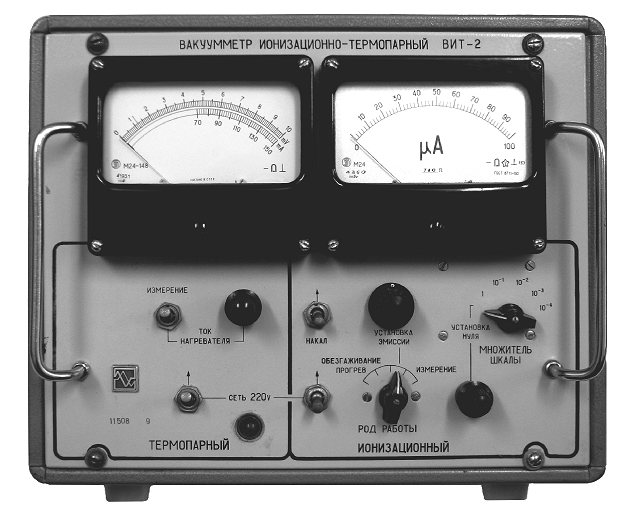 ВАКУУММЕТР ИОНИЗАЦИОННО-ТЕРМОПАРНЫЙ ВИТ-2
0 1 2 3 4 5 6 7 8 9 10 mV
70 90 110 130 150 mA
М24-148
0 10 20 30 40 50 60 70 80 90 100
μA
М24
ИЗМЕРЕНИЕ
ТОК
НАГРЕВАТЕЛЯ
СЕТЬ 220V
11508 9
ТЕРМОПАРНЫЙ
НАКАЛ
УСТАНОВКА
ЭМИССИИ
ОБЕЗГАЖИВАНИЕ
ПРОГРЕВ
ИЗМЕРЕНИЕ
РОД РАБОТЫ
1 10⁻¹ 10⁻² 10⁻³ 10⁻⁴
УСТАНОВКА
НУЛЯ
МНОЖИТЕЛЬ
ШКАЛЫ
ИОНИЗАЦИОННЫЙ